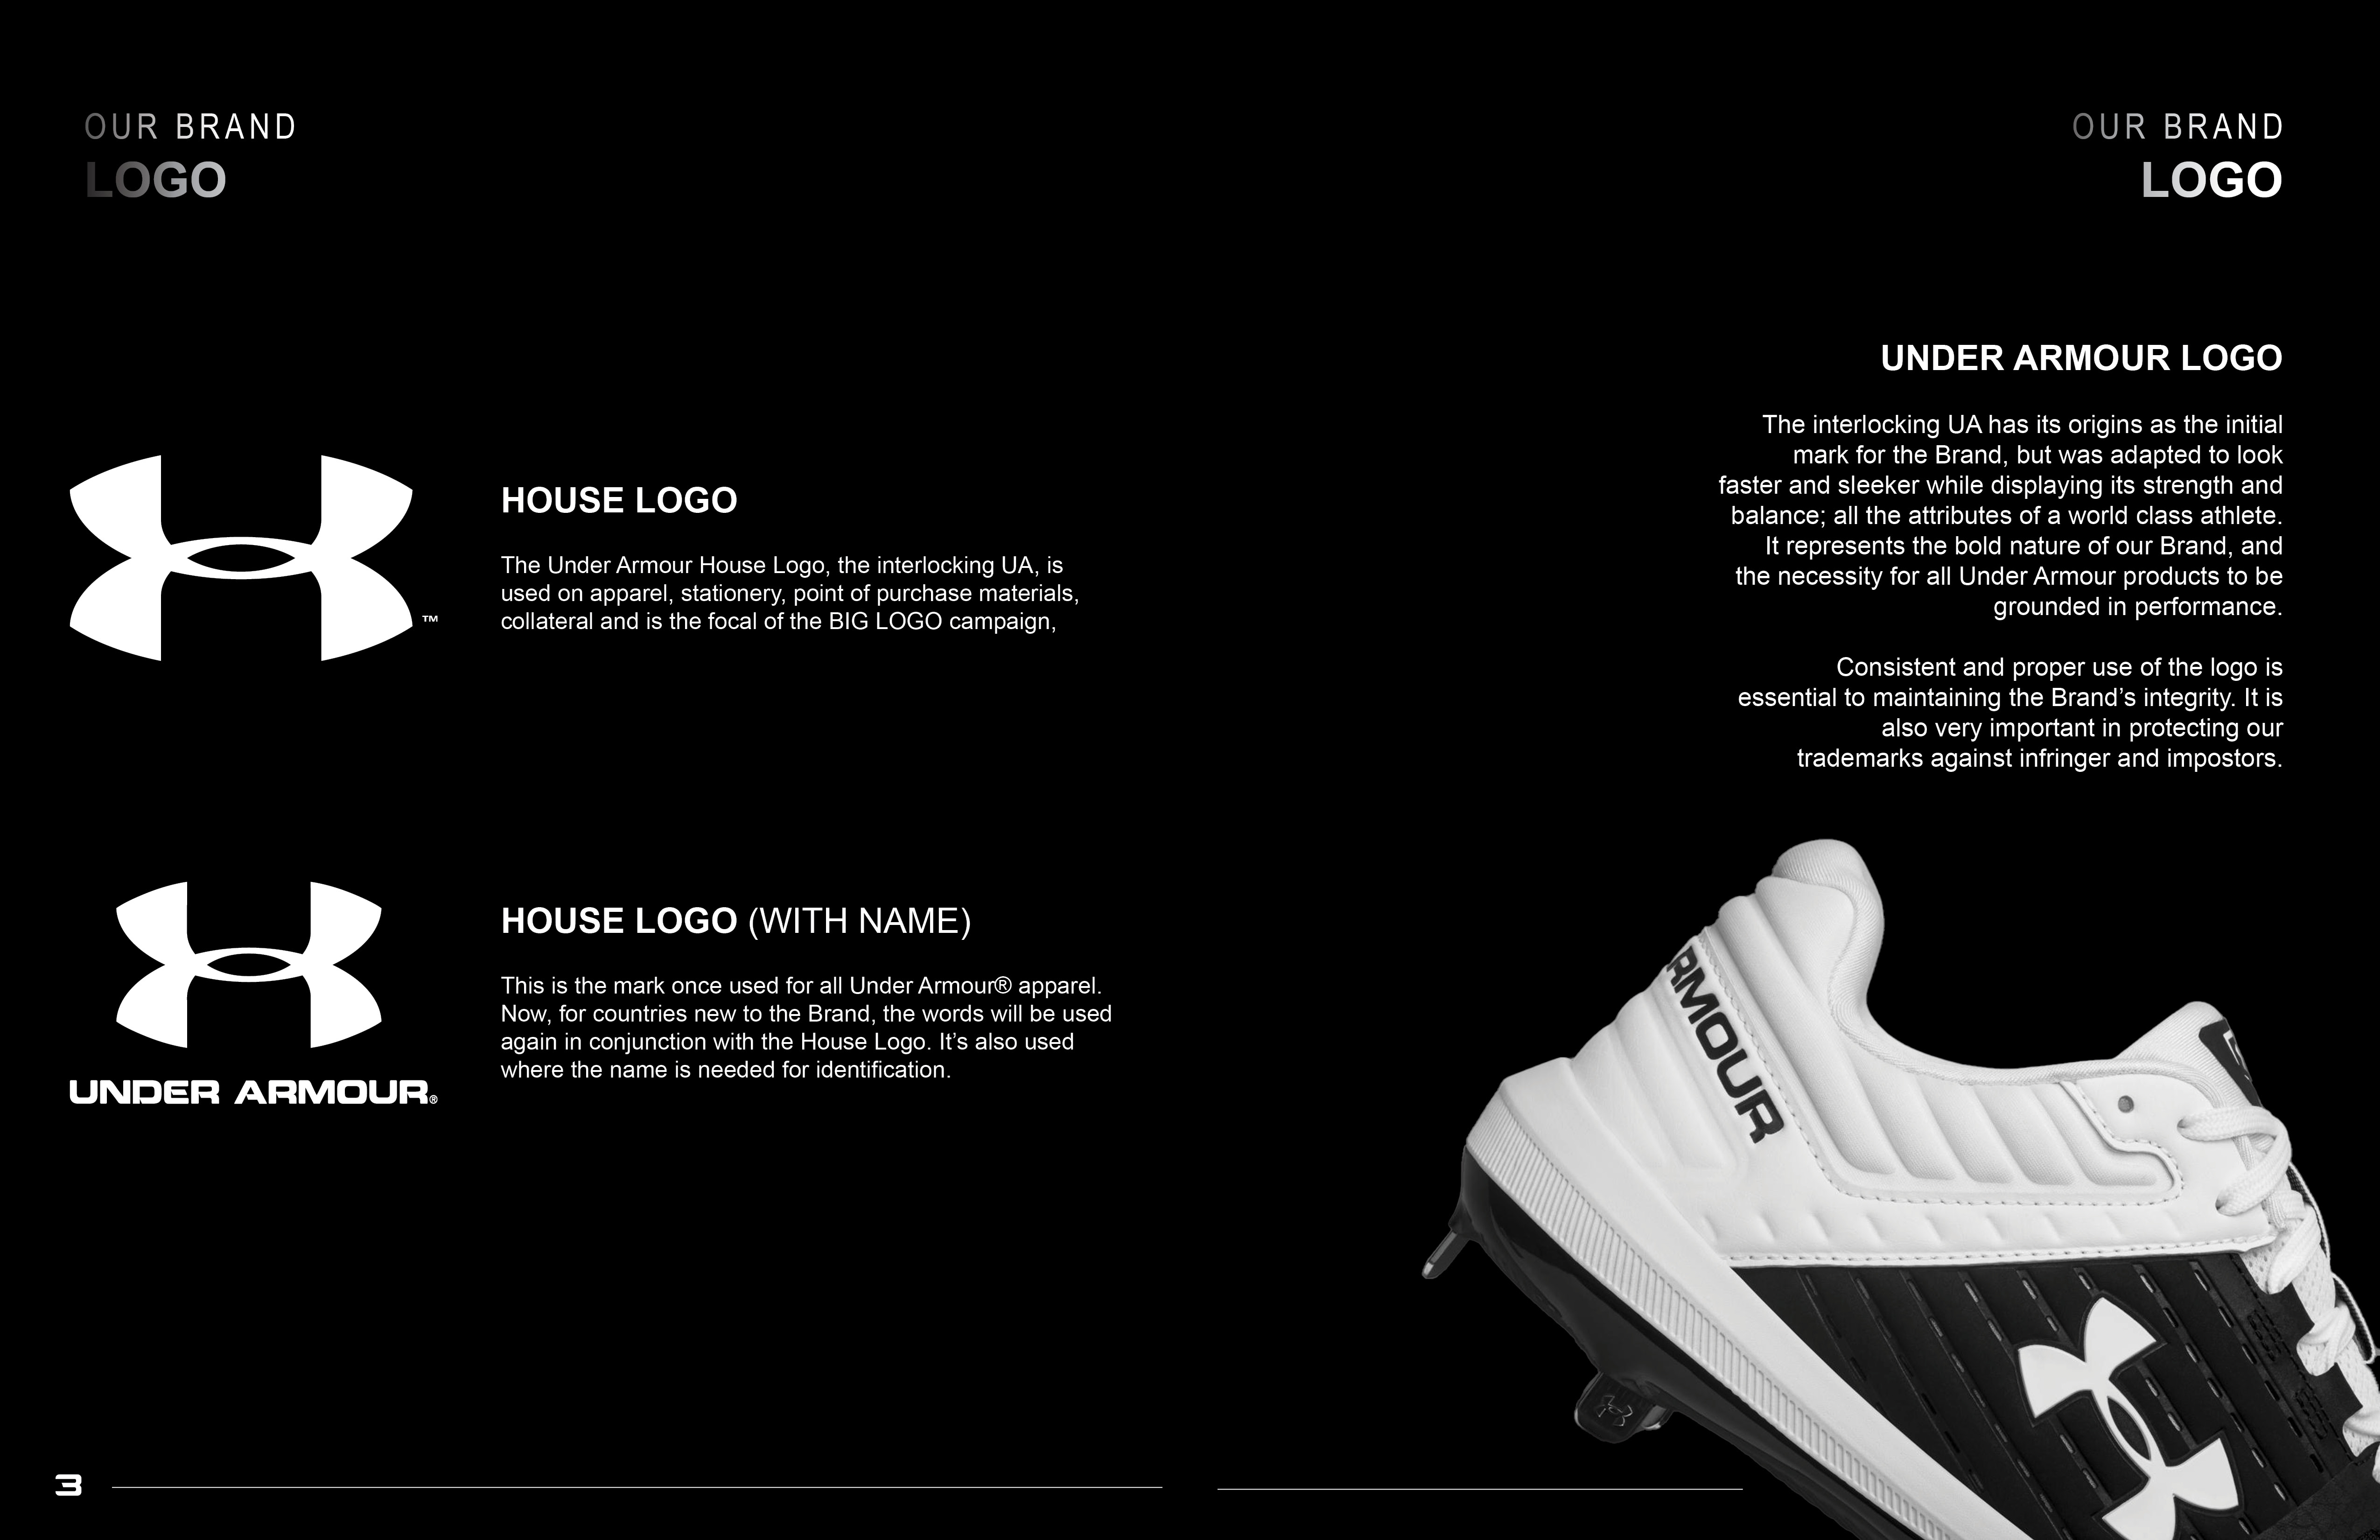 OUR BRAND
LOGO
HOUSE LOGO
The Under Armour House Logo, the interlocking UA, is
used on apparel, stationery, point of purchase materials,
collateral and is the focal of the BIG LOGO campaign,
™
HOUSE LOGO (WITH NAME)
This is the mark once used for all Under Armour® apparel.
Now, for countries new to the Brand, the words will be used
again in conjunction with the House Logo. It’s also used
where the name is needed for identification.
UNDER ARMOUR®
3
OUR BRAND
LOGO
UNDER ARMOUR LOGO
The interlocking UA has its origins as the initial
mark for the Brand, but was adapted to look
faster and sleeker while displaying its strength and
balance; all the attributes of a world class athlete.
It represents the bold nature of our Brand, and
the necessity for all Under Armour products to be
grounded in performance.
Consistent and proper use of the logo is
essential to maintaining the Brand’s integrity. It is
also very important in protecting our
trademarks against infringer and impostors.
RMOUR